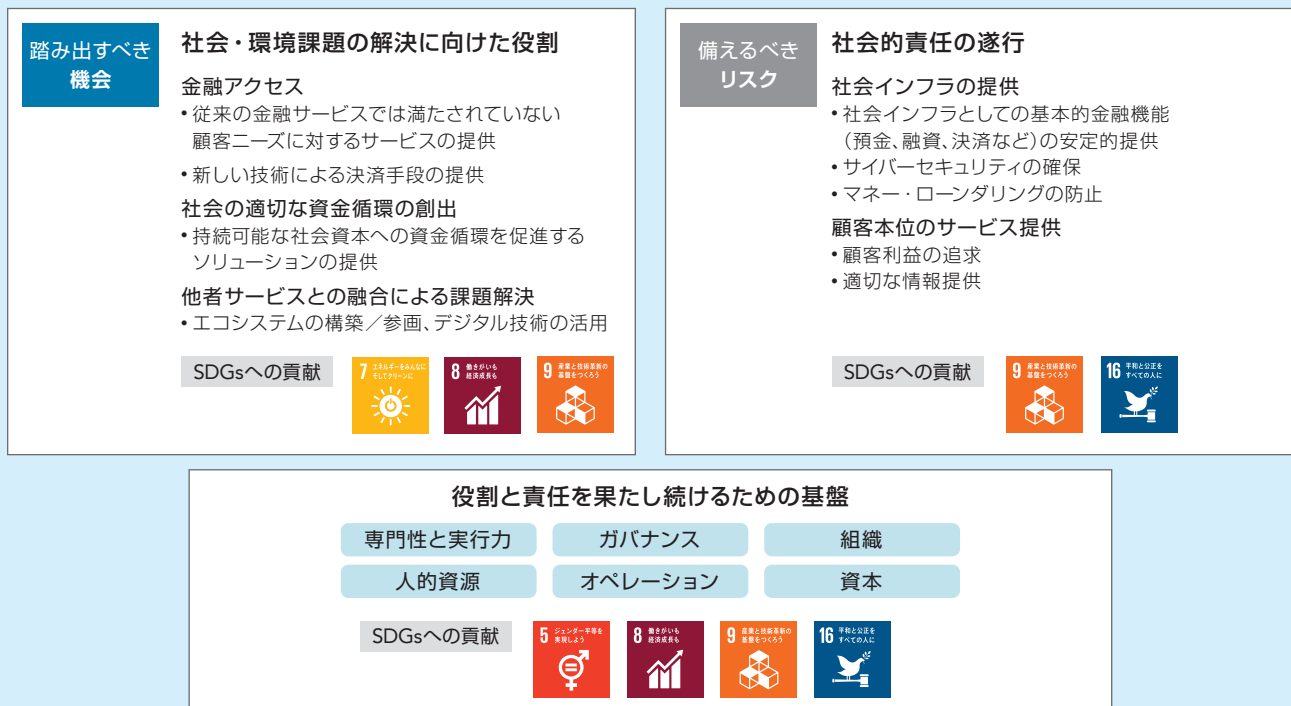 踏み出すべき
機会
社会・環境課題の解決に向けた役割
金融アクセス
• 従来の金融サービスでは満たされていない
顧客ニーズに対するサービスの提供
• 新しい技術による決済手段の提供
社会の適切な資金循環の創出
• 持続可能な社会資本への資金循環を促進する
ソリューションの提供
他者サービスとの融合による課題解決
• エコシステムの構築／参画、デジタル技術の活用
SDGsへの貢献
7 エネルギーをみんなに
そしてクリーンに
8 働きがいも
経済成長も
9 産業と技術革新の
基盤をつくろう
備えるべき
リスク
社会的責任の遂行
社会インフラの提供
• 社会インフラとしての基本的金融機能
（預金、融資、決済など）の安定的提供
• サイバーセキュリティの確保
• マネー・ローンダリングの防止
顧客本位のサービス提供
• 顧客利益の追求
• 適切な情報提供
SDGsへの貢献
9 産業と技術革新の
基盤をつくろう
16 平和と公正を
すべての人に
役割と責任を果たし続けるための基盤
専門性と実行力
ガバナンス
組織
人的資源
オペレーション
資本
SDGsへの貢献
5 ジェンダー平等を
実現しよう
8 働きがいも
経済成長も
9 産業と技術革新の
基盤をつくろう
16 平和と公正を
すべての人に